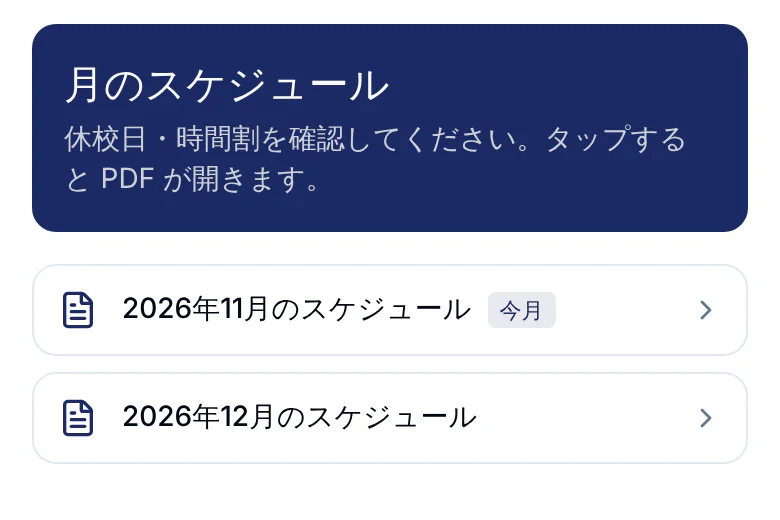 月のスケジュール
休校日・時間割を確認してください。タップする
と PDF が開きます。
2026年11月のスケジュール 今月
2026年12月のスケジュール